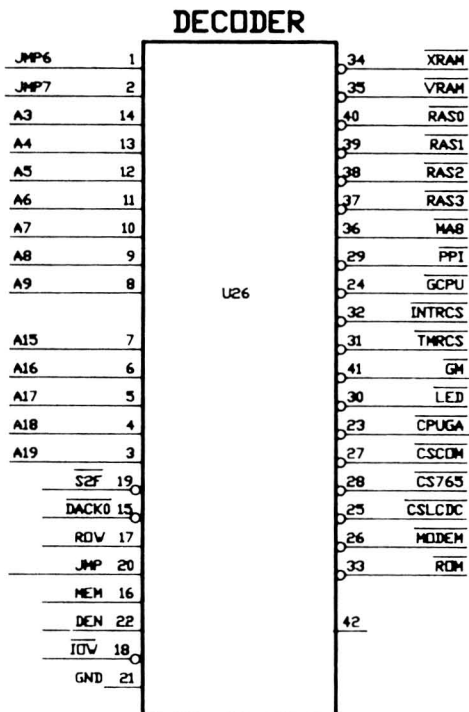 DECODER
JMP6 1
JMP7 2
A3 14
A4 13
A5 12
A6 11
A7 10
A8 9
A9 8
A15 7
A16 6
A17 5
A18 4
A19 3
S2F 19
DACK0 15
ROW 17
JMP 20
MEM 16
DEN 22
IOW 18
GND 21
U26
34 XRAM
35 VRAM
40 RAS0
39 RAS1
38 RAS2
37 RAS3
36 MA8
29 PPI
24 GCPU
32 INTRCS
31 TMRCS
41 GM
30 LED
23 CPUGA
27 CSCOM
28 CS765
25 CSLCDC
26 MODEM
33 ROM
42